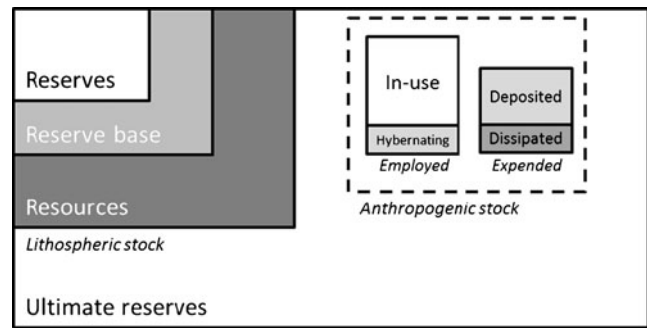 Reserves
Reserve base
Resources
Lithospheric stock
Ultimate reserves
In-use
Hybernating
Employed
Deposited
Dissipated
Expended
Anthropogenic stock